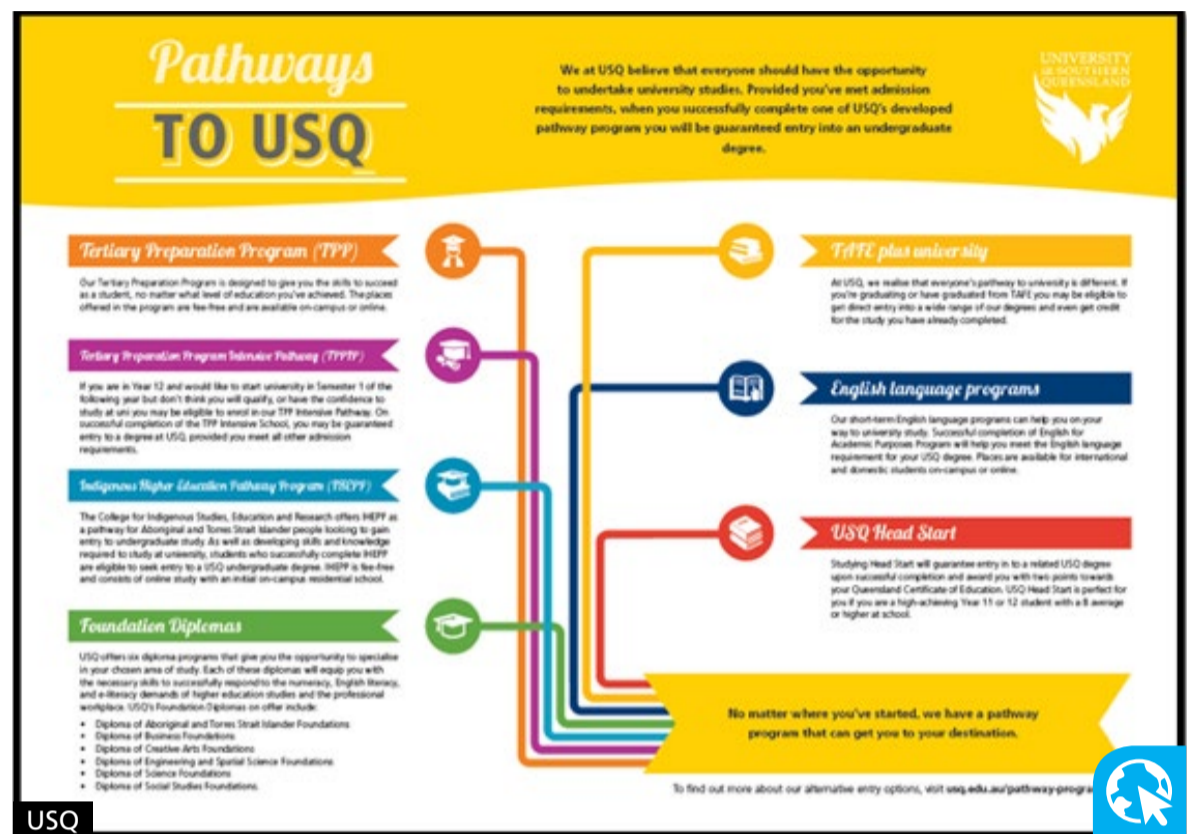 Pathways
TO USQ
We at USQ believe that everyone should have the opportunity
to undertake university studies. Provided you've met admission
requirements, when you successfully complete one of USQ's developed
pathway program you will be guaranteed entry into an undergraduate
degree.
UNIVERSITY
OF SOUTHERN
QUEENSLAND
Tertiary Preparation Program (TPP)
Our Tertiary Preparation Program is designed to give you the skills to succeed
as a student, no matter what level of education you've achieved. The places
offered in the program are fee-free and are available on-campus or online.
Tertiary Preparation Program Intensive Pathway (TPPIP)
If you are in Year 12 and would like to start university in Semester 1 of the
following year but don't think you will qualify, or have the confidence to
study at uni you may be eligible to enrol in our TPP Intensive Pathway. On
successful completion of the TPP Intensive School, you may be guaranteed
entry to a degree at USQ, provided you meet all other admission
requirements.
Indigenous Higher Education Pathway Program (IHEPP)
The College for Indigenous Studies, Education and Research offers IHEPP as
a pathway for Aboriginal and Torres Strait Islander people looking to gain
entry to undergraduate study. As well as developing skills and knowledge
required to study at university, students who successfully complete IHEPP
are eligible to seek entry to a USQ undergraduate degree. IHEPP is fee-free
and consists of online study with an initial on-campus residential school.
Foundation Diplomas
USQ offers six diploma programs that give you the opportunity to specialise
in your chosen area of study. Each of these diplomas will equip you with
the necessary skills to successfully respond to the numeracy, English literacy,
and e-literacy demands of higher education studies and the professional
workplace. USQ's Foundation Diplomas on offer include:
• Diploma of Aboriginal and Torres Strait Islander Foundations
• Diploma of Business Foundations
• Diploma of Creative Arts Foundations
• Diploma of Engineering and Spatial Science Foundations
• Diploma of Science Foundations
• Diploma of Social Studies Foundations.
TAFE plus university
At USQ, we realise that everyone's pathway to university is different. If
you're graduating or have graduated from TAFE you may be eligible to
get direct entry into a wide range of our degrees and even get credit
for the study you have already completed.
English language programs
Our short-term English language programs can help you on your
way to university study. Successful completion of English for
Academic Purposes Program will help you meet the English language
requirement for your USQ degree. Places are available for international
and domestic students on-campus or online.
USQ Head Start
Studying Head Start will guarantee entry in to a related USQ degree
upon successful completion and award you with two points towards
your Queensland Certificate of Education. USQ Head Start is perfect for
you if you are a high-achieving Year 11 or 12 student with a B average
or higher at school.
No matter where you've started, we have a pathway
program that can get you to your destination.
To find out more about our alternative entry options, visit usq.edu.au/pathway-progra
USQ